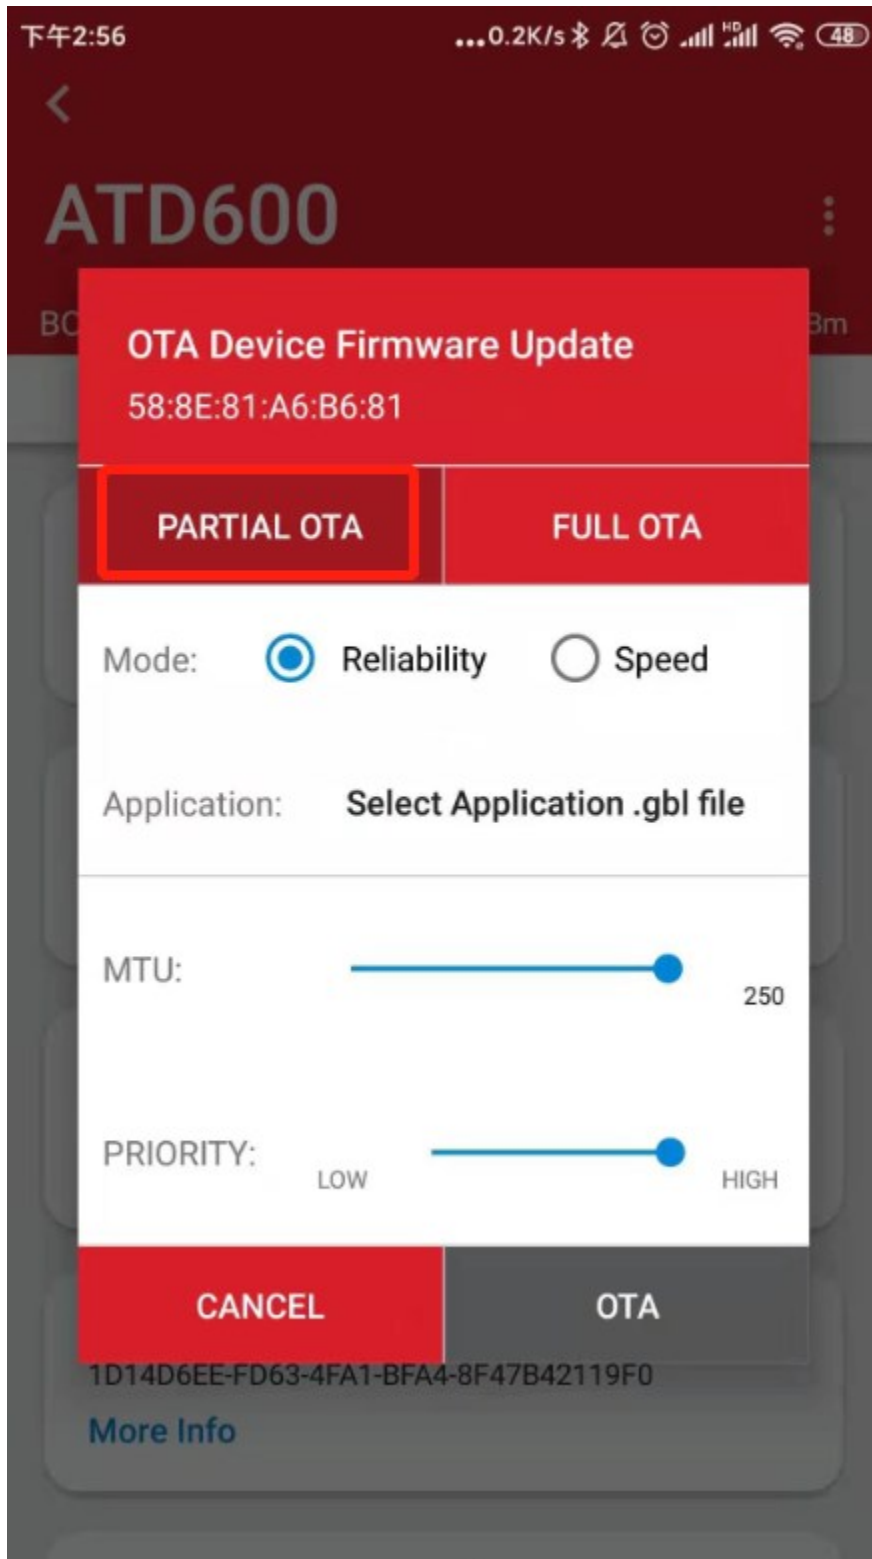 下午2:56 ...0.2K/s HD 48
ATD600
BO 3m
OTA Device Firmware Update
58:8E:81:A6:B6:81
PARTIAL OTA FULL OTA
Mode: Reliability Speed
Application: Select Application .gbl file
MTU: 250
PRIORITY: LOW HIGH
CANCEL OTA
1D14D6EE-FD63-4FA1-BFA4-8F47B42119F0
More Info